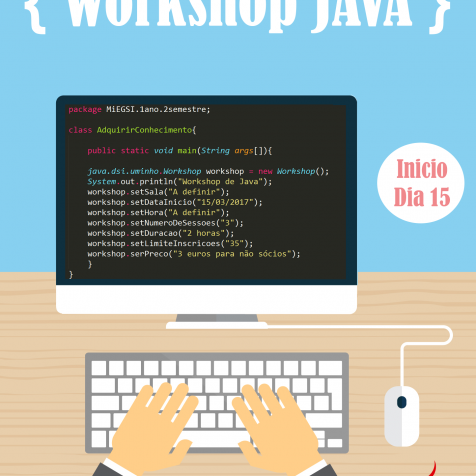 { Workshop JAVA }
package MiEGSI.1ano.2semestre;
class AdquirirConhecimento{
public static void main(String args[]){
java.dsi.uminho.Workshop workshop = new Workshop();
System.out.println("Workshop de Java");
workshop.setSala("A definir");
workshop.setDataInicio("15/03/2017");
workshop.setHora("A definir");
workshop.setNumeroDeSessoes("3");
workshop.setDuracao("2 horas");
workshop.setLimiteInscricoes("35");
workshop.serPreco("3 euros para não sócios");
}
}
Inicio
Dia 15